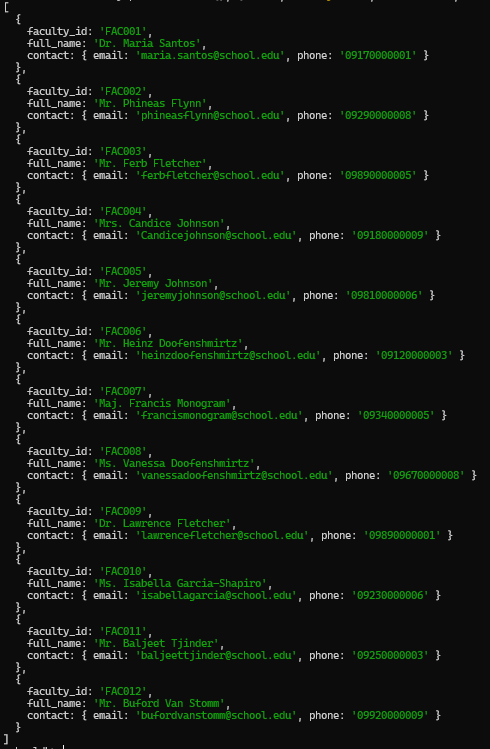 [
{
faculty_id: 'FAC001',
full_name: 'Dr. Maria Santos',
contact: { email: 'maria.santos@school.edu', phone: '09170000001' }
},
{
faculty_id: 'FAC002',
full_name: 'Mr. Phineas Flynn',
contact: { email: 'phineasflynn@school.edu', phone: '09290000008' }
},
{
faculty_id: 'FAC003',
full_name: 'Mr. Ferb Fletcher',
contact: { email: 'ferbfletcher@school.edu', phone: '09890000005' }
},
{
faculty_id: 'FAC004',
full_name: 'Mrs. Candice Johnson',
contact: { email: 'Candicejohnson@school.edu', phone: '09180000009' }
},
{
faculty_id: 'FAC005',
full_name: 'Mr. Jeremy Johnson',
contact: { email: 'jeremyjohnson@school.edu', phone: '09810000006' }
},
{
faculty_id: 'FAC006',
full_name: 'Mr. Heinz Doofenshmirtz',
contact: { email: 'heinzdoofenshmirtz@school.edu', phone: '09120000003' }
},
{
faculty_id: 'FAC007',
full_name: 'Maj. Francis Monogram',
contact: { email: 'francismonogram@school.edu', phone: '09340000005' }
},
{
faculty_id: 'FAC008',
full_name: 'Ms. Vanessa Doofenshmirtz',
contact: { email: 'vanessadoofenshmirtz@school.edu', phone: '09670000008' }
},
{
faculty_id: 'FAC009',
full_name: 'Dr. Lawrence Fletcher',
contact: { email: 'lawrencefletcher@school.edu', phone: '09890000001' }
},
{
faculty_id: 'FAC010',
full_name: 'Ms. Isabella Garcia-Shapiro',
contact: { email: 'isabellagarcia@school.edu', phone: '09230000006' }
},
{
faculty_id: 'FAC011',
full_name: 'Mr. Baljeet Tjinder',
contact: { email: 'baljeettjinder@school.edu', phone: '09250000003' }
},
{
faculty_id: 'FAC012',
full_name: 'Mr. Buford Van Stomm',
contact: { email: 'bufordvanstomm@school.edu', phone: '09920000009' }
}
]